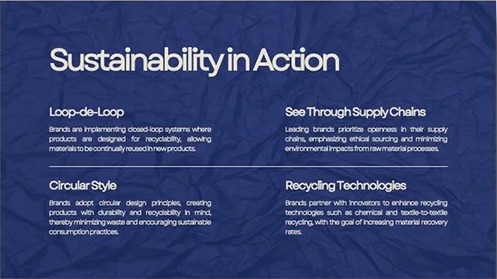 Sustainability in Action
Loop-de-Loop
Brands are implementing closed-loop systems where
products are designed for recyclability, allowing
materials to be continually reused in new products.
See Through Supply Chains
Leading brands prioritize openness in their supply
chains, emphasizing ethical sourcing and minimizing
environmental impacts from raw material processes.
Circular Style
Brands adopt circular design principles, creating
products with durability and recyclability in mind,
thereby minimizing waste and encouraging sustainable
consumption practices.
Recycling Technologies
Brands partner with innovators to enhance recycling
technologies such as chemical and textile-to-textile
recycling, with the goal of increasing material recovery
rates.